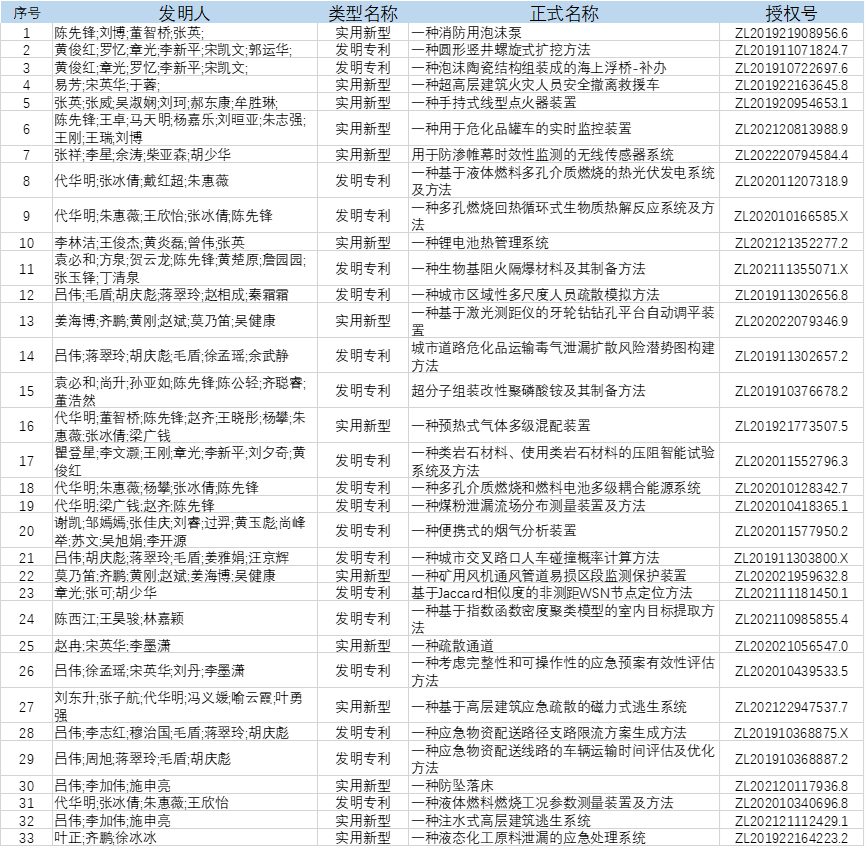 序号 发明人 类型名称 正式名称 授权号
1 陈先锋;刘博;董智桥;张英; 实用新型 一种消防用泡沫泵 ZL201921908956.6
2 黄俊红;罗忆;章光;李新平;宋凯文;郭运华; 发明专利 一种圆形竖井螺旋式扩挖方法 ZL201911071824.7
3 黄俊红;章光;罗忆;李新平;宋凯文; 发明专利 一种泡沫陶瓷结构组装成的海上浮桥-补办 ZL201910722697.6
4 易芳;宋英华;于蓉; 实用新型 一种超高层建筑火灾人员安全撤离救援车 ZL201922163645.8
5 张英;张威;吴淑娴;刘珂;郝东康;牟胜琳; 实用新型 一种手持式线型点火器装置 ZL201920954653.1
6 陈先锋;王卓;马天明;杨嘉乐;刘晅亚;朱志强;
王刚;王瑞;刘博 实用新型 一种用于危化品罐车的实时监控装置 ZL202120813988.9
7 张祥;李星;余涛;柴亚森;胡少华 实用新型 用于防渗帷幕时效性监测的无线传感器系统 ZL202220794584.4
8 代华明;张冰倩;戴红超;朱惠薇 发明专利 一种基于液体燃料多孔介质燃烧的热光伏发电系统
及方法 ZL202011207318.9
9 代华明;朱惠薇;王欣怡;张冰倩;陈先锋 发明专利 一种多孔燃烧回热循环式生物质热解反应系统及方
法 ZL202010166585.X
10 李林洁;王俊杰;黄炎磊;曾伟;张英 实用新型 一种锂电池热管理系统 ZL202121352277.2
11 袁必和;方泉;贺云龙;陈先锋;黄楚原;詹园园;
张玉铎;丁清泉 发明专利 一种生物基阻火隔爆材料及其制备方法 ZL202111355071.X
12 吕伟;毛盾;胡庆彪;蒋翠玲;赵相成;秦霜霜 发明专利 一种城市区域性多尺度人员疏散模拟方法 ZL201911302656.8
13 姜海博;齐鹏;黄刚;赵斌;莫乃笛;吴健康 实用新型 一种基于激光测距仪的牙轮钻钻孔平台自动调平装
置 ZL202022079346.9
14 吕伟;蒋翠玲;胡庆彪;毛盾;徐孟瑶;余武静 发明专利 城市道路危化品运输毒气泄漏扩散风险潜势图构建
方法 ZL201911302657.2
15 袁必和;尚升;孙亚如;陈先锋;陈公轻;齐聪睿;
董浩然 发明专利 超分子组装改性聚磷酸铵及其制备方法 ZL201910376678.2
16 代华明;董智桥;陈先锋;赵齐;王晓彤;杨攀;朱
惠薇;张冰倩;梁广钱 实用新型 一种预热式气体多级混配装置 ZL201921773507.5
17 瞿登星;李文灏;王刚;章光;李新平;刘夕奇;黄
俊红 发明专利 一种类岩石材料、使用类岩石材料的压阻智能试验
系统及方法 ZL202011552796.3
18 代华明;朱惠薇;杨攀;张冰倩;陈先锋 发明专利 一种多孔介质燃烧和燃料电池多级耦合能源系统 ZL202010128342.7
19 代华明;梁广钱;赵齐;陈先锋 发明专利 一种煤粉泄漏流场分布测量装置及方法 ZL202010418365.1
20 谢凯;邹嫣嫣;张佳庆;刘睿;过羿;黄玉彪;尚峰
举;苏文;吴旭娟;李开源 发明专利 一种便携式的烟气分析装置 ZL202011577950.2
21 吕伟;胡庆彪;蒋翠玲;毛盾;姜雅娟;汪京辉 发明专利 一种城市交叉路口人车碰撞概率计算方法 ZL201911303800.X
22 莫乃笛;齐鹏;黄刚;赵斌;姜海博;吴健康 实用新型 一种矿用风机通风管道易损区段监测保护装置 ZL202021959632.8
23 章光;张可;胡少华 发明专利 基于Jaccard相似度的非测距WSN节点定位方法 ZL202111181450.1
24 陈西江;王昊骏;林嘉颖 发明专利 一种基于指数函数密度聚类模型的室内目标提取方
法 ZL202110985855.4
25 赵冉;宋英华;李墨潇 实用新型 一种疏散通道 ZL202021056547.0
26 吕伟;徐孟瑶;宋英华;刘丹;李墨潇 发明专利 一种考虑完整性和可操作性的应急预案有效性评估
方法 ZL202010439533.5
27 刘东升;张子航;代华明;冯义媛;喻云霞;叶勇
强 实用新型 一种基于高层建筑应急疏散的磁力式逃生系统 ZL202122947537.7
28 吕伟;李志红;穆治国;毛盾;蒋翠玲;胡庆彪 发明专利 一种应急物资配送路径支路限流方案生成方法 ZL201910368875.X
29 吕伟;周旭;蒋翠玲;毛盾;胡庆彪 发明专利 一种应急物资配送线路的车辆运输时间评估及优化
方法 ZL201910368887.2
30 吕伟;李加伟;施申亮 实用新型 一种防坠落床 ZL202120117936.8
31 代华明;张冰倩;朱惠薇;王欣怡 发明专利 一种液体燃料燃烧工况参数测量装置及方法 ZL202010340696.8
32 吕伟;李加伟;施申亮 实用新型 一种注水式高层建筑逃生系统 ZL202121112429.1
33 叶正;齐鹏;徐冰冰 实用新型 一种液态化工原料泄漏的应急处理系统 ZL201922164223.2